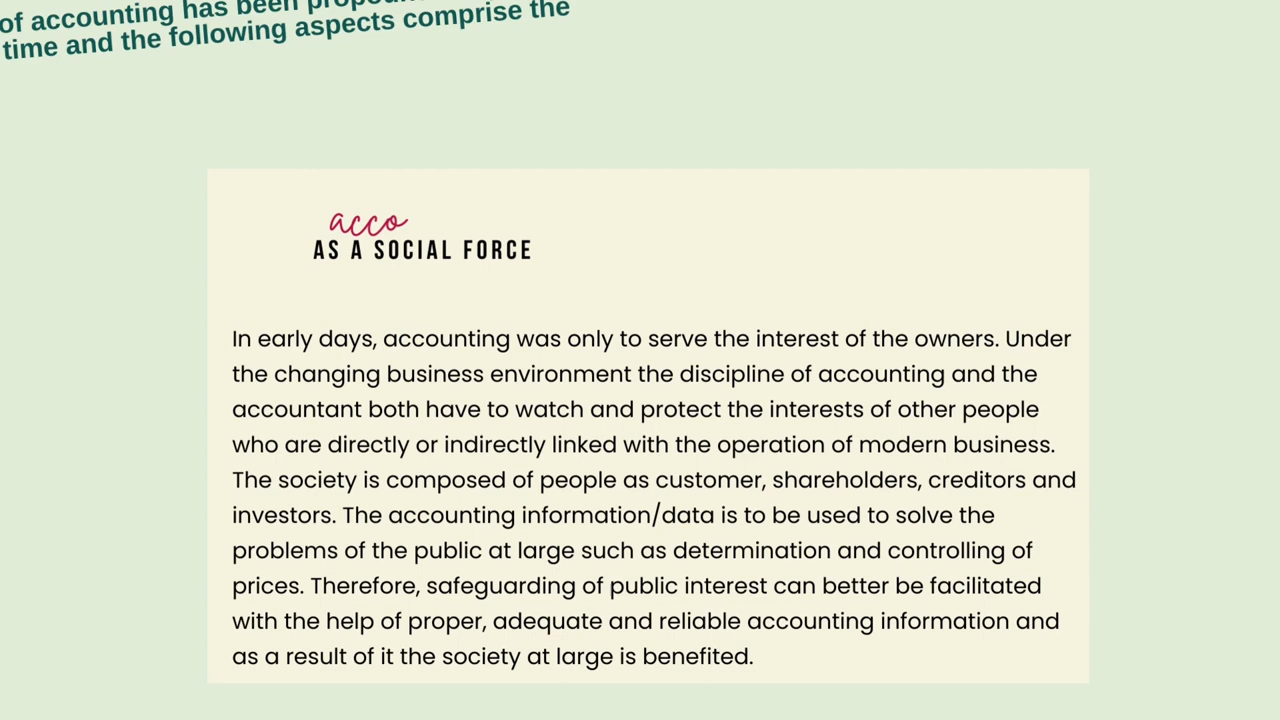 of accounting has been
time and the following aspects comprise the
acco
AS A SOCIAL FORCE
In early days, accounting was only to serve the interest of the owners. Under
the changing business environment the discipline of accounting and the
accountant both have to watch and protect the interests of other people
who are directly or indirectly linked with the operation of modern business.
The society is composed of people as customer, shareholders, creditors and
investors. The accounting information/data is to be used to solve the
problems of the public at large such as determination and controlling of
prices. Therefore, safeguarding of public interest can better be facilitated
with the help of proper, adequate and reliable accounting information and
as a result of it the society at large is benefited.